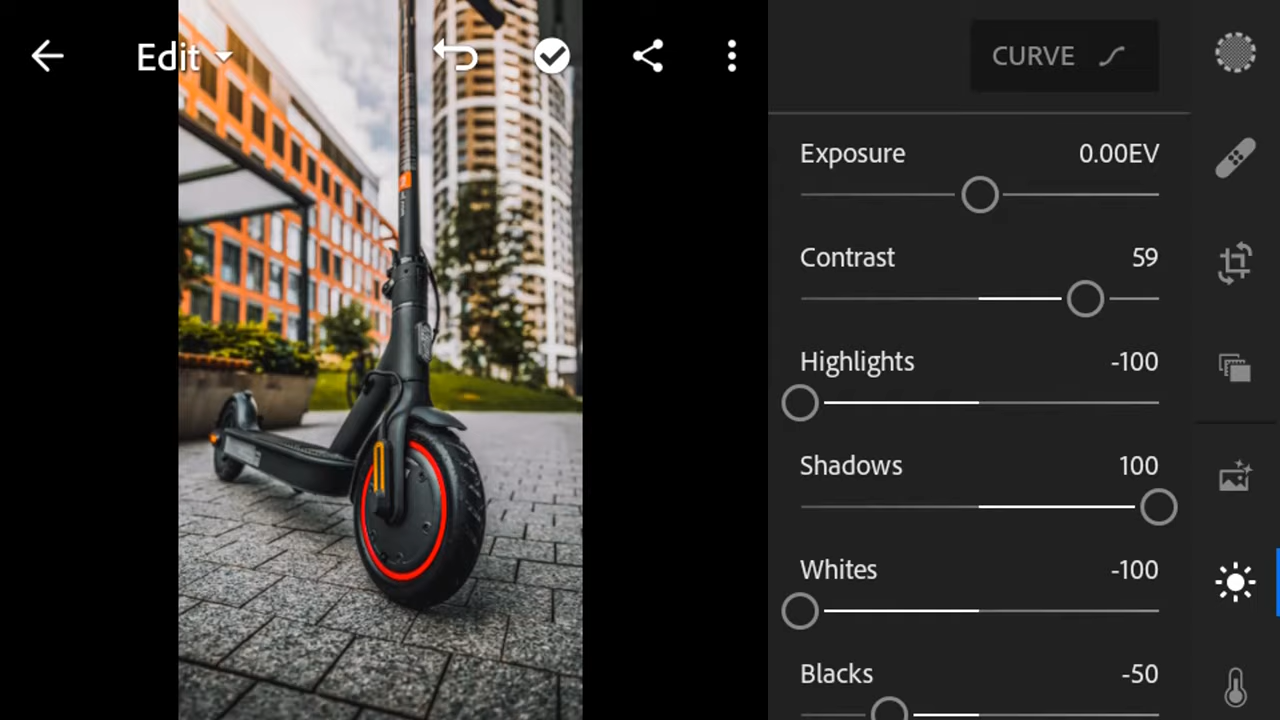 Edit
CURVE
Exposure 0.00EV
Contrast 59
Highlights -100
Shadows 100
Whites -100
Blacks -50